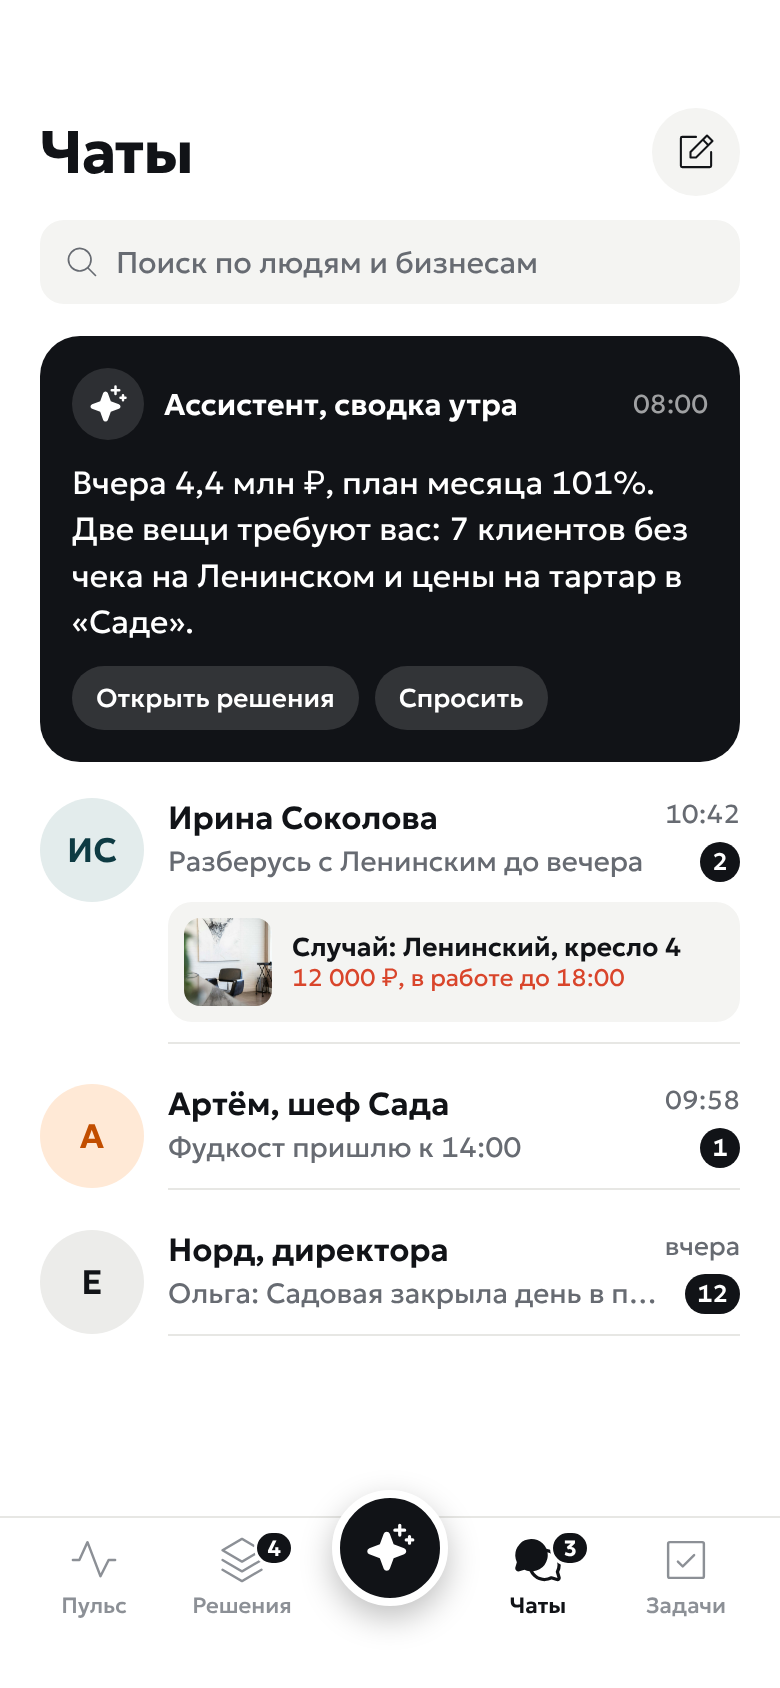 Чаты
Поиск по людям и бизнесам
Ассистент, сводка утра
08:00
Вчера 4,4 млн ₽, план месяца 101%.
Две вещи требуют вас: 7 клиентов без
чека на Ленинском и цены на тартар в
«Саде».
Открыть решения
Спросить
ИС
Ирина Соколова
10:42
Разберусь с Ленинским до вечера
2
Случай: Ленинский, кресло 4
12 000 ₽, в работе до 18:00
А
Артём, шеф Сада
09:58
Фудкост пришлю к 14:00
1
Е
Норд, директора
вчера
Ольга: Садовая закрыла день в п...
12
4
3
Пульс
Решения
Чаты
Задачи